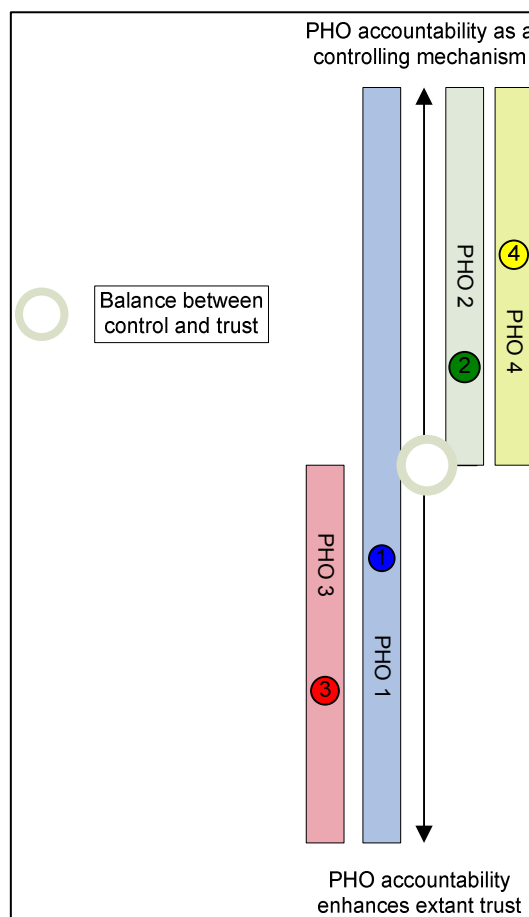 PHO accountability as a
controlling mechanism
4
PHO 2
PHO 4
Balance between
control and trust
2
1
PHO 3
PHO 1
3
PHO accountability
enhances extant trust